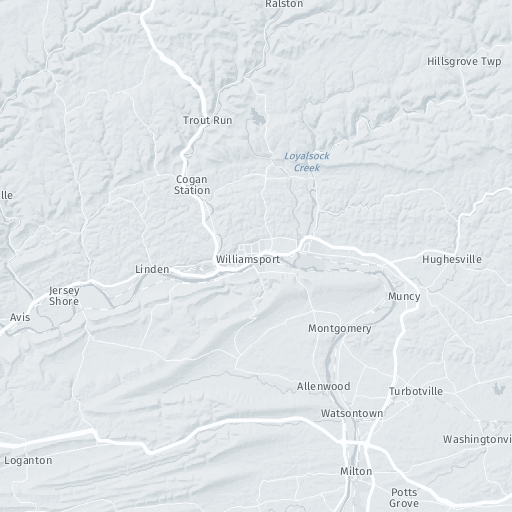 Ralston
Hillsgrove Twp
Trout Run
Loyalsock
Creek
Cogan
Station
lle
Williamsport
Hughesville
Linden
Jersey
Shore
Muncy
Avis
Montgomery
Allenwood
Turbotville
Watsontown
Washingtonvi
Loganton
Milton
Potts
Grove